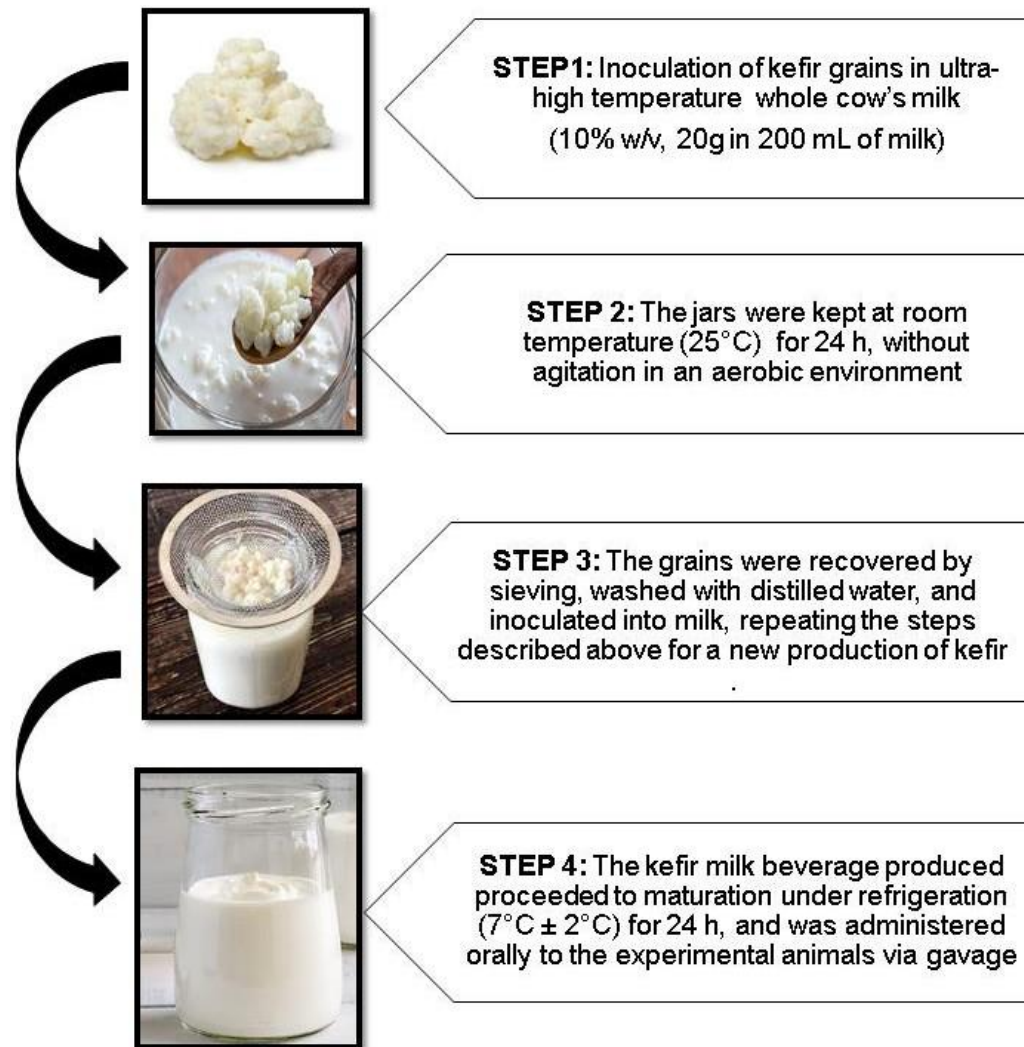 STEP1: Inoculation of kefir grains in ultra-
high temperature whole cow's milk
(10% w/v, 20g in 200 mL of milk)
STEP 2: The jars were kept at room
temperature (25°C) for 24 h, without
agitation in an aerobic environment
STEP 3: The grains were recovered by
sieving, washed with distilled water, and
inoculated into milk, repeating the steps
described above for a new production of kefir
.
STEP 4: The kefir milk beverage produced
proceeded to maturation under refrigeration
(7°C ± 2°C) for 24 h, and was administered
orally to the experimental animals via gavage